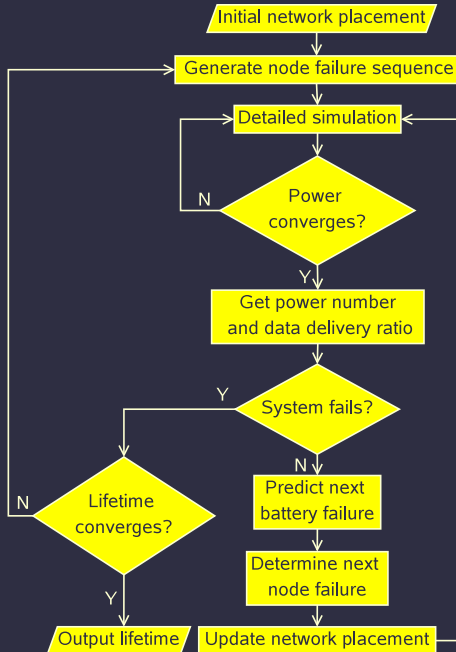 Initial network placement
Generate node failure sequence
Detailed simulation
Power
converges?
N
Y
Get power number
and data delivery ratio
System fails?
Y
N
Predict next
battery failure
Lifetime
converges?
N
Determine next
node failure
Y
Output lifetime
Update network placement